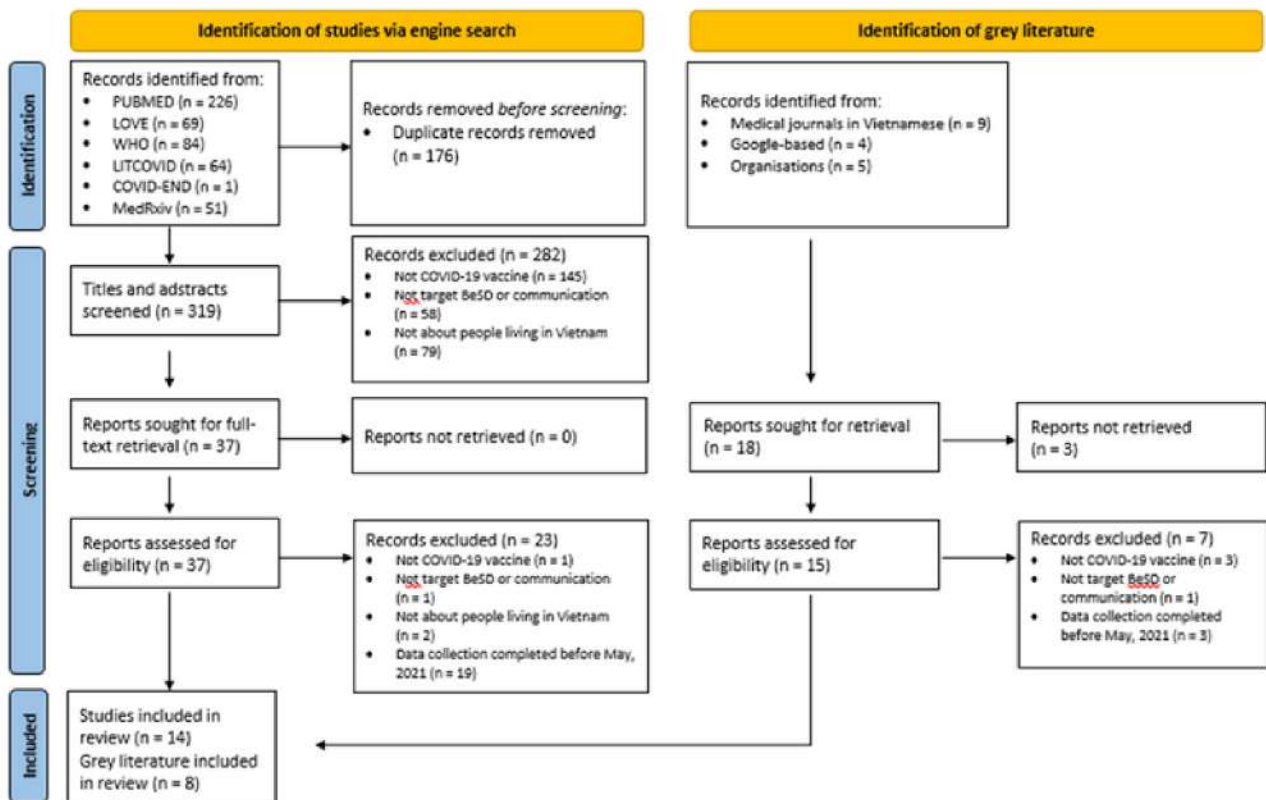 Identification of studies via engine search
Identification of grey literature
Identification
Records identified from:
• PUBMED (n = 226)
• LOVE (n = 69)
• WHO (n = 84)
• LITCOVID (n = 64)
• COVID-END (n = 1)
• MedRxiv (n = 51)
Records removed before screening:
• Duplicate records removed
(n = 176)
Records identified from:
• Medical journals in Vietnamese (n = 9)
• Google-based (n = 4)
• Organisations (n = 5)
Screening
Titles and adstracts
screened (n = 319)
Records excluded (n = 282)
• Not COVID-19 vaccine (n = 145)
• Not target BeSD or communication
(n = 58)
• Not about people living in Vietnam
(n = 79)
Reports sought for full-
text retrieval (n = 37)
Reports not retrieved (n = 0)
Reports sought for retrieval
(n = 18)
Reports not retrieved
(n = 3)
Reports assessed for
eligibility (n = 37)
Records excluded (n = 23)
• Not COVID-19 vaccine (n = 1)
• Not target BeSD or communication
(n = 1)
• Not about people living in Vietnam
(n = 2)
• Data collection completed before May,
2021 (n = 19)
Reports assessed for
eligibility (n = 15)
Records excluded (n = 7)
• Not COVID-19 vaccine (n = 3)
• Not target BeSD or
communication (n = 1)
• Data collection completed
before May, 2021 (n = 3)
Included
Studies included in
review (n = 14)
Grey literature included
in review (n = 8)